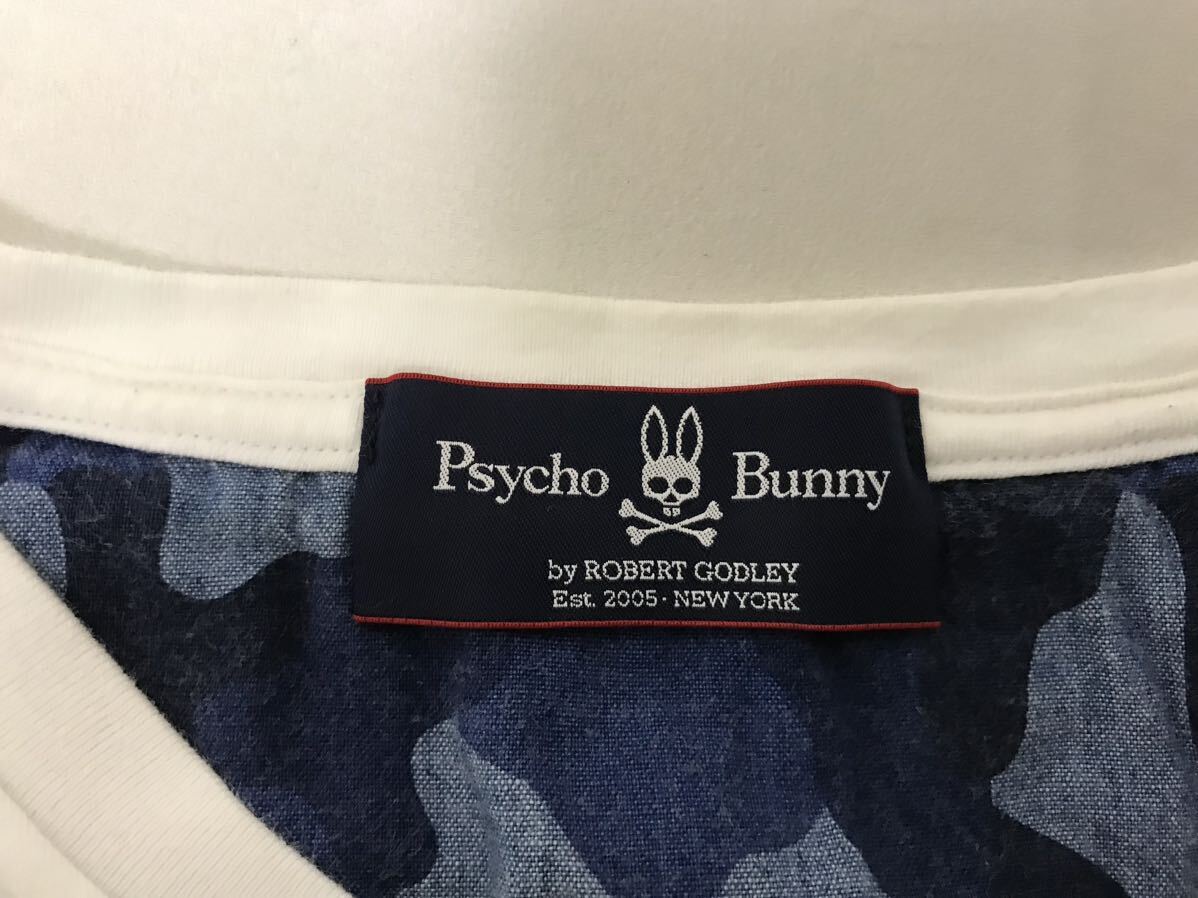 Psycho Bunny
by ROBERT GODLEY
Est. 2005 · NEW YORK